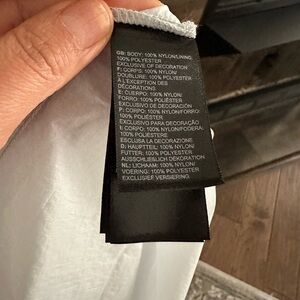 GB: BODY: 100% NYLON/LINING:
100% POLYESTER
EXCLUSIVE OF DECORATION
F: CORPS: 100% NYLON/
DOUBLURE: 100% POLYESTER
À L'EXCEPTION DES
DÉCORATIONS
E: CUERPO: 100% NYLON/
FORRO: 100% POLIÉSTER
EXCLUSIVO DE DECORACIÓN
P: CORPO: 100% NYLON/FORRO:
100% POLIÉSTER
EXCLUSIVO PARA DECORAÇÃO
I: CORPO: 100% NYLON/FODERA:
100% POLIESTERE
ESCLUSA LA DECORAZIONE
D: HAUPTTEIL: 100% NYLON/
FUTTER: 100% POLYESTER
AUSSCHLIESSLICH DEKORATION
NL: LICHAAM: 100% NYLON/
VOERING: 100% POLYESTER
EXCLUSIEF VERSIERING